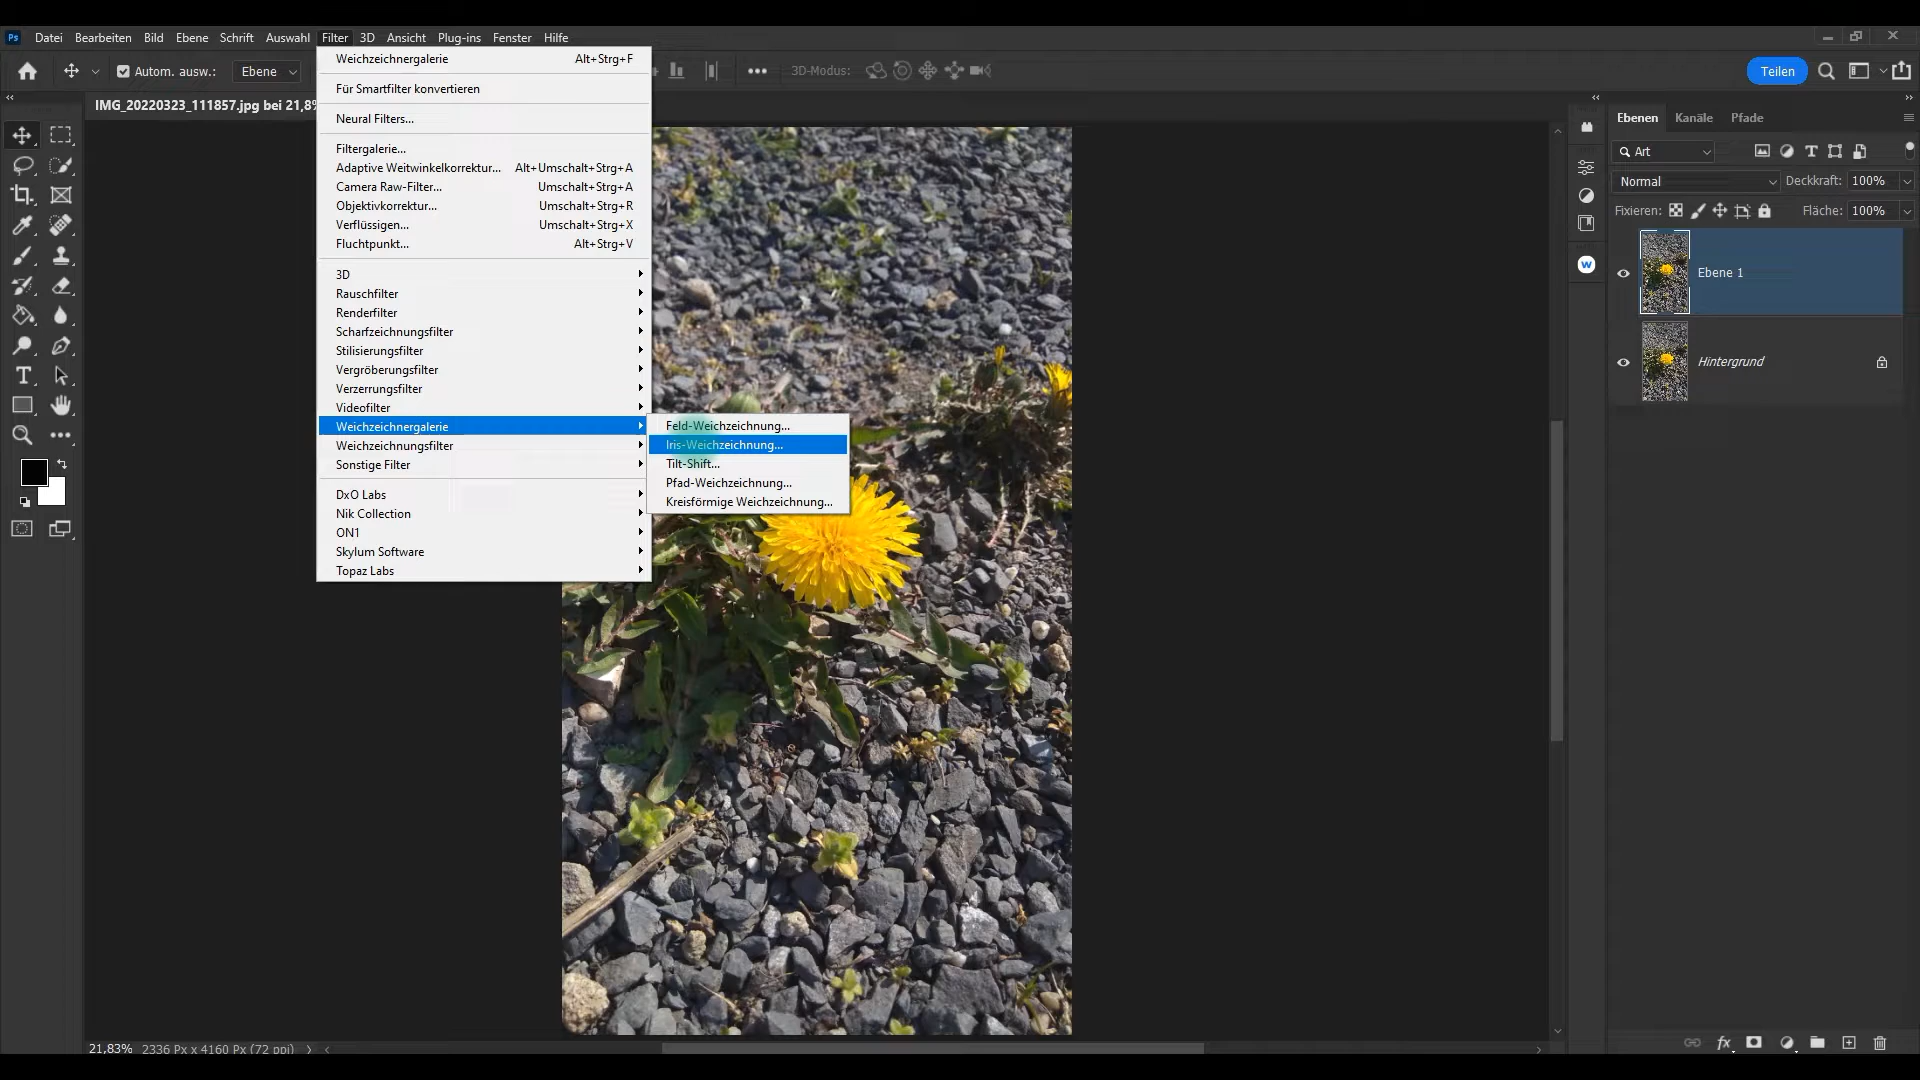 Ps Datei Bearbeiten Bild Ebene Schrift Auswahl Filter 3D Ansicht Plug-ins Fenster Hilfe
Autom. ausw.: Ebene 3D-Modus: Teilen
IMG_20220323_111857.jpg bei 21,8%
Weichzeichnergalerie Alt+Strg+F
Für Smartfilter konvertieren
Neural Filters...
Filtergalerie...
Adaptive Weitwinkelkorrektur... Alt+Umschalt+Strg+A
Camera Raw-Filter... Umschalt+Strg+A
Objektivkorrektur... Umschalt+Strg+R
Verflüssigen... Umschalt+Strg+X
Fluchtpunkt... Alt+Strg+V
3D
Rauschfilter
Renderfilter
Scharfzeichnungsfilter
Stilisierungsfilter
Vergröberungsfilter
Verzerrungsfilter
Videofilter
Weichzeichnergalerie
Weichzeichnungsfilter
Sonstige Filter
DxO Labs
Nik Collection
ON1
Skylum Software
Topaz Labs
Feld-Weichzeichnung...
Iris-Weichzeichnung...
Tilt-Shift...
Pfad-Weichzeichnung...
Kreisförmige Weichzeichnung...
Ebenen Kanäle Pfade
Art
Normal Deckkraft: 100%
Fixieren: Fläche: 100%
Ebene 1
Hintergrund
W
fx
21,83% 2336 Px x 4160 Px (72 ppi)